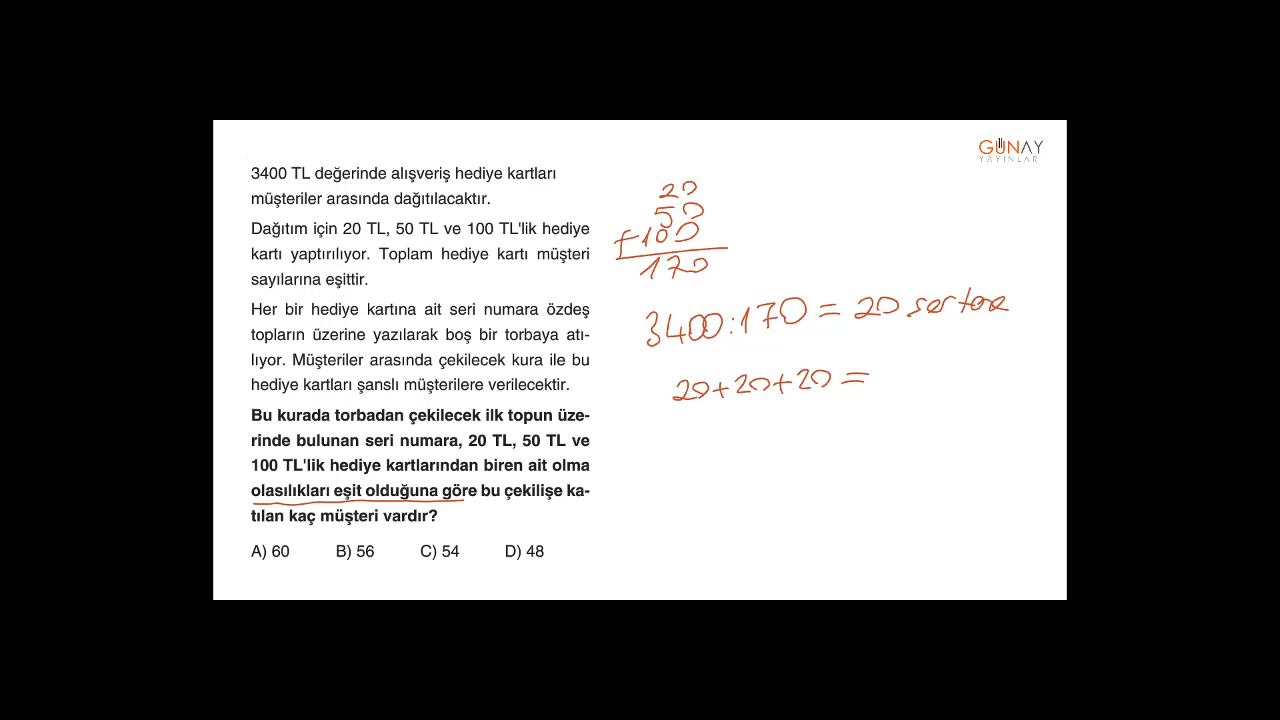 GÜNAY
YAYINLAR
3400 TL değerinde alışveriş hediye kartları
müşteriler arasında dağıtılacaktır.
Dağıtım için 20 TL, 50 TL ve 100 TL'lik hediye
kartı yaptırılıyor. Toplam hediye kartı müşteri
sayılarına eşittir.
Her bir hediye kartına ait seri numara özdeş
topların üzerine yazılarak boş bir torbaya atı-
lıyor. Müşteriler arasında çekilecek kura ile bu
hediye kartları şanslı müşterilere verilecektir.
Bu kurada torbadan çekilecek ilk topun üze-
rinde bulunan seri numara, 20 TL, 50 TL ve
100 TL'lik hediye kartlarından biren ait olma
olasılıkları eşit olduğuna göre bu çekilişe ka-
tılan kaç müşteri vardır?
A) 60 B) 56 C) 54 D) 48
20
50
+100
170
3400:170 = 20 şer tane
20+20+20 =